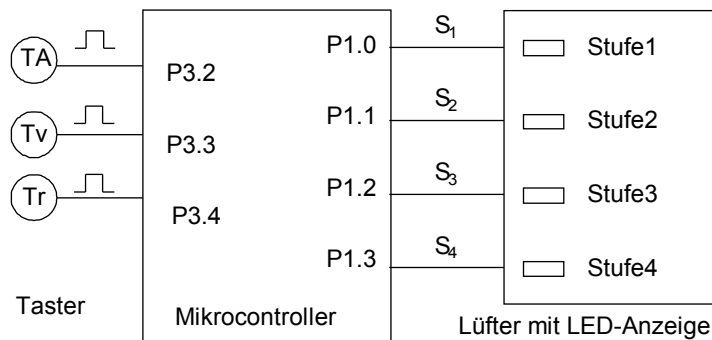 TA
Tv
Tr
Taster
P3.2
P3.3
P3.4
P1.0
P1.1
P1.2
P1.3
Mikrocontroller
S1
S2
S3
S4
Stufe1
Stufe2
Stufe3
Stufe4
Lüfter mit LED-Anzeige